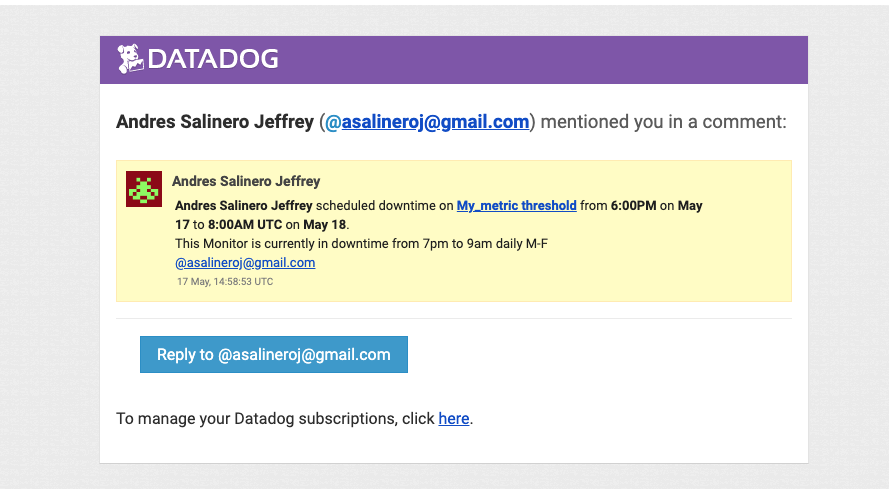 DATADOG
Andres Salinero Jeffrey (@asalineroj@gmail.com) mentioned you in a comment:
Andres Salinero Jeffrey
Andres Salinero Jeffrey scheduled downtime on My_metric threshold from 6:00PM on May
17 to 8:00AM UTC on May 18.
This Monitor is currently in downtime from 7pm to 9am daily M-F
@asalineroj@gmail.com
17 May, 14:58:53 UTC
Reply to @asalineroj@gmail.com
To manage your Datadog subscriptions, click here.